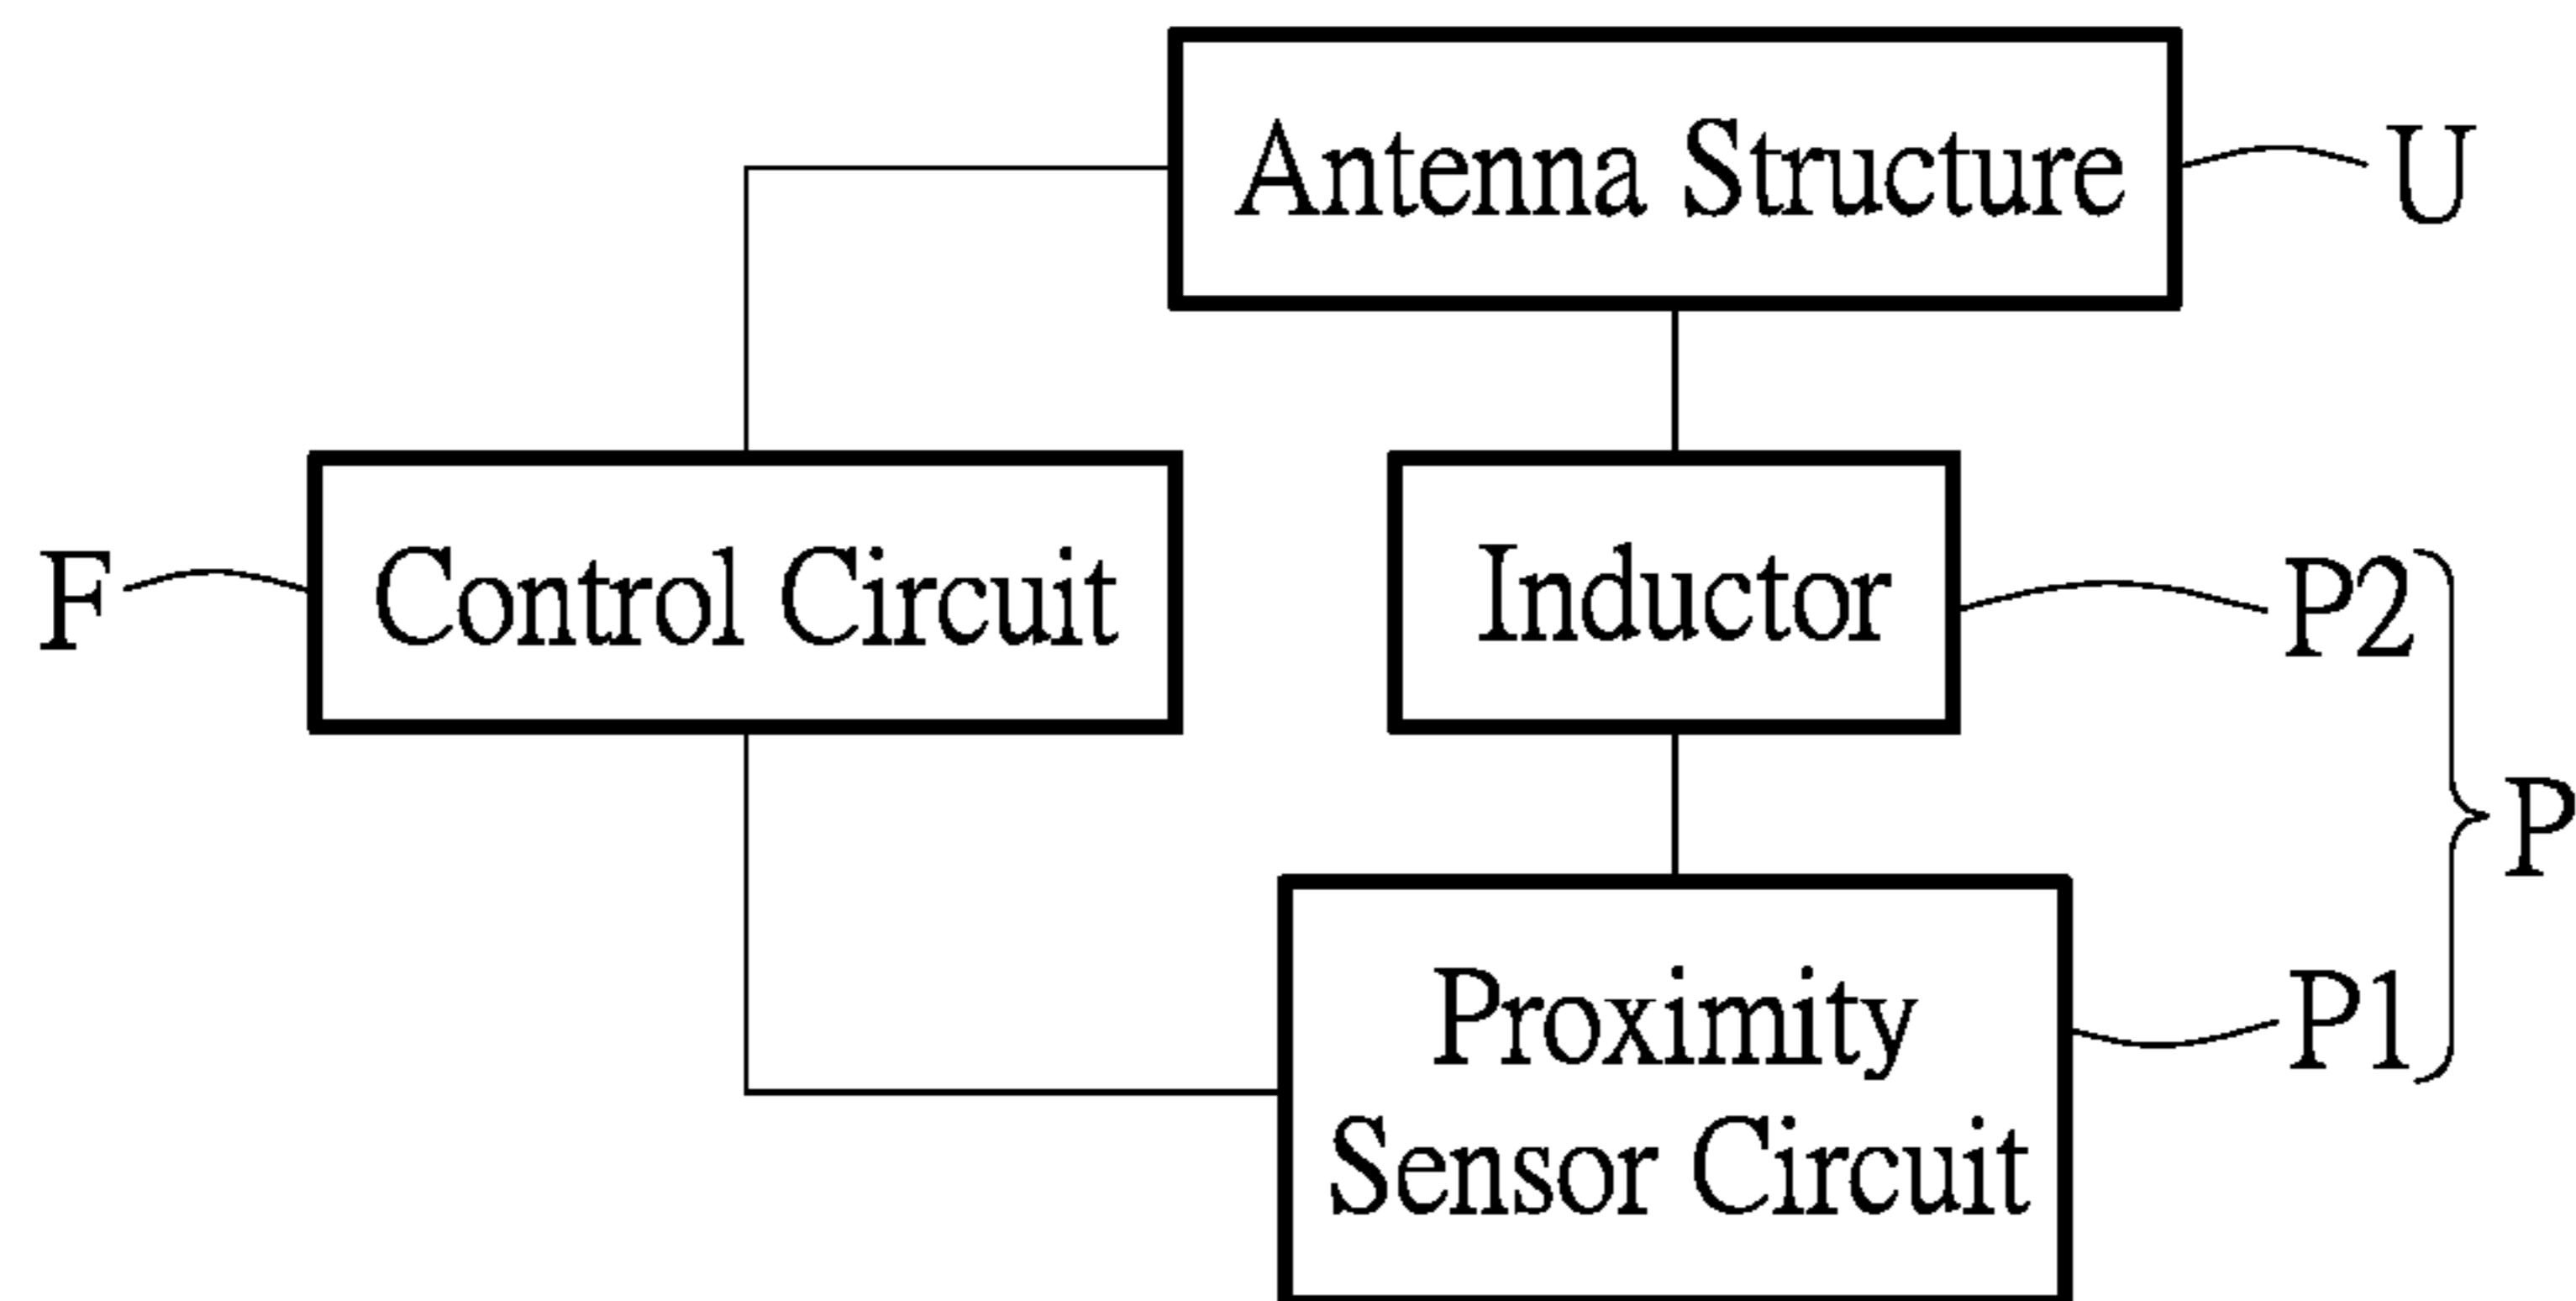 Antenna Structure
U
F
Control Circuit
Inductor
P2
P
Proximity
Sensor Circuit
P1